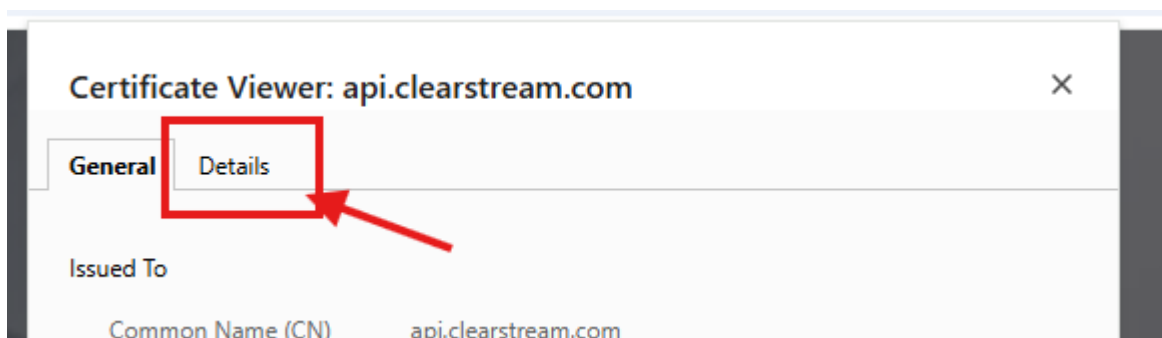 Certificate Viewer: api.clearstream.com
General Details
Issued To
Common Name (CN) api.clearstream.com